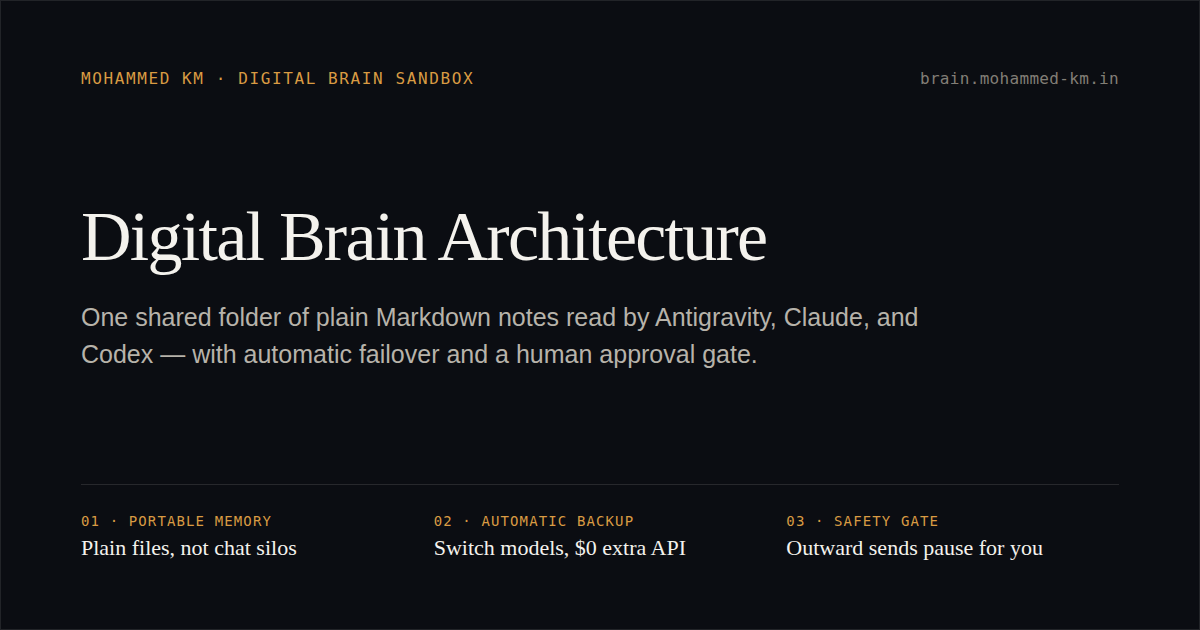 MOHAMMED KM · DIGITAL BRAIN SANDBOX
brain.mohammed-km.in
Digital Brain Architecture
One shared folder of plain Markdown notes read by Antigravity, Claude, and
Codex — with automatic failover and a human approval gate.
01 · PORTABLE MEMORY
Plain files, not chat silos
02 · AUTOMATIC BACKUP
Switch models, $0 extra API
03 · SAFETY GATE
Outward sends pause for you